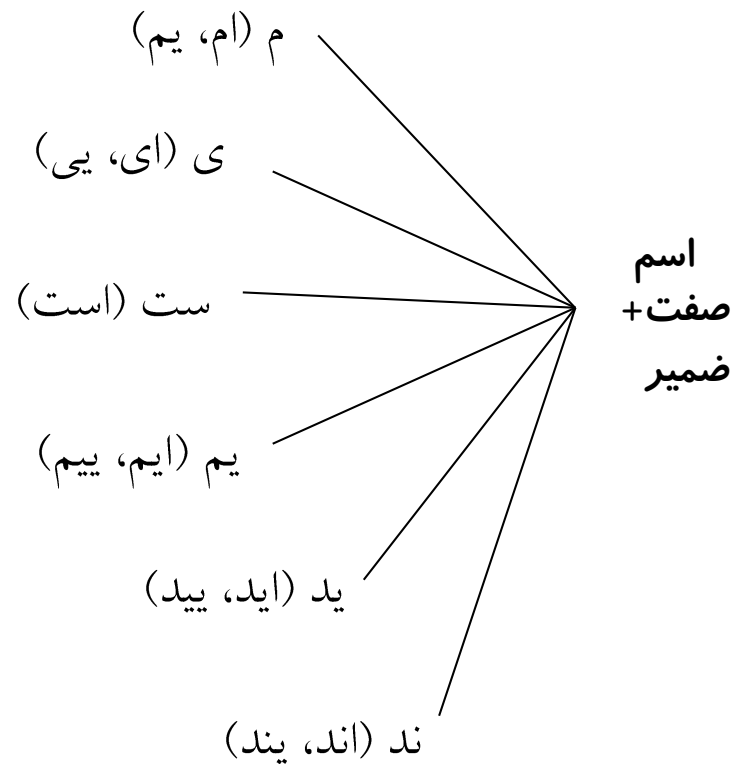 اسم
صفت+
ضمیر
م (ام، یم)
ی (ای، یی)
ست (است)
یم (ایم، ییم)
ید (اید، یید)
ند (اند، یند)